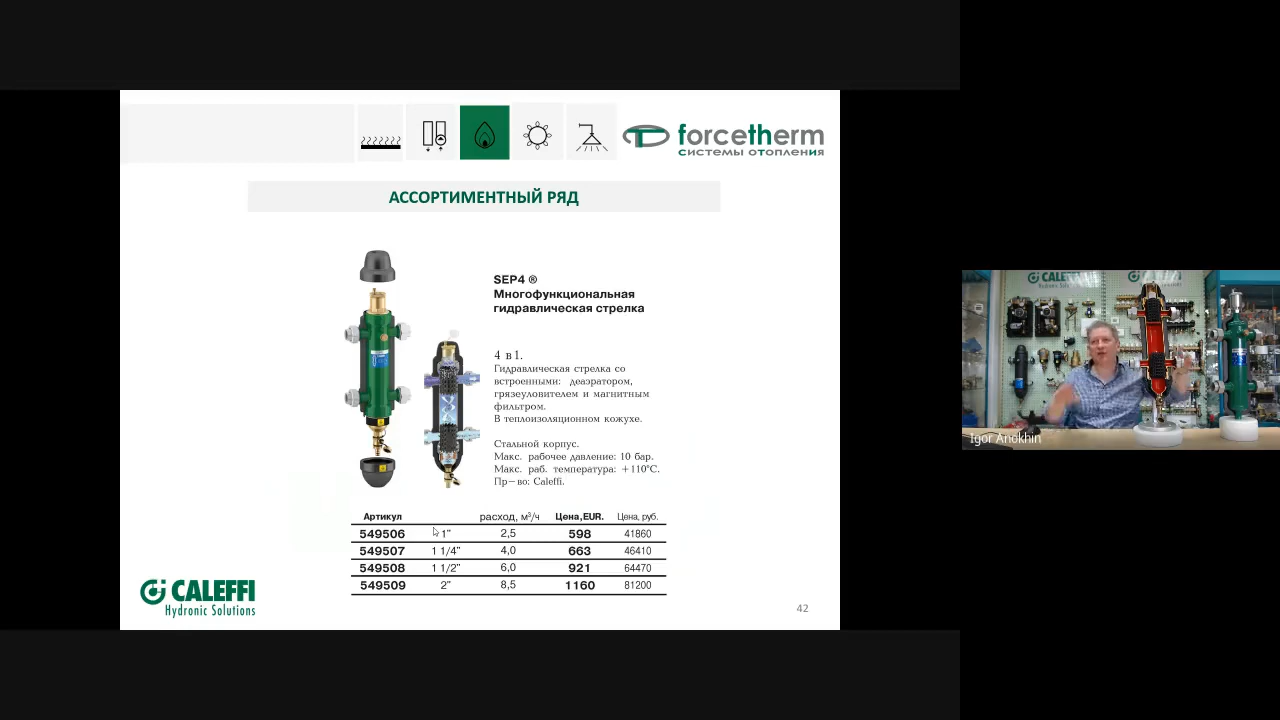 forcetherm
системы отопления
АССОРТИМЕНТНЫЙ РЯД
SEP4 ®
Многофункциональная
гидравлическая стрелка
4 в 1.
Гидравлическая стрелка со
встроенными: деаэратором,
грязеуловителем и магнитным
фильтром.
В теплоизоляционном кожухе.
Стальной корпус.
Макс. рабочее давление: 10 бар.
Макс. раб. температура: +110°С.
Пр-во: Caleffi.
Артикул расход, м³/ч Цена,EUR. Цена, руб.
549506 1" 2,5 598 41860
549507 1 1/4" 4,0 663 46410
549508 1 1/2" 6,0 921 64470
549509 2" 8,5 1160 81200
CALEFFI
Hydronic Solutions
42
CALEFFI
Hydronic Solutions
CALEFFI
Igor Anokhin